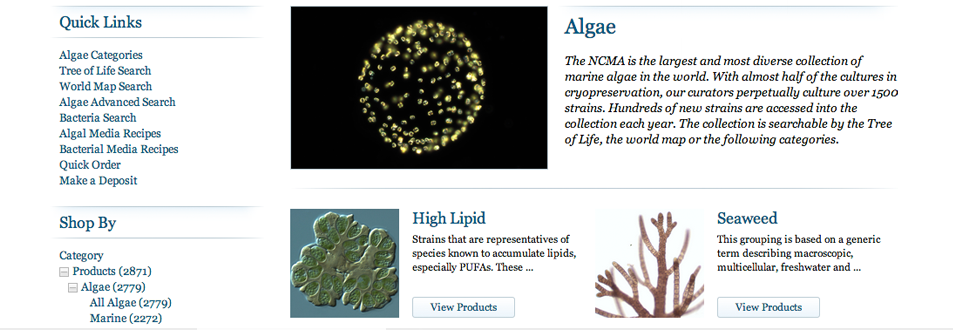 Quick Links
Algae Categories
Tree of Life Search
World Map Search
Algae Advanced Search
Bacteria Search
Algal Media Recipes
Bacterial Media Recipes
Quick Order
Make a Deposit
Shop By
Category
Products (2871)
Algae (2779)
All Algae (2779)
Marine (2272)
Algae
The NCMA is the largest and most diverse collection of
marine algae in the world. With almost half of the cultures in
cryopreservation, our curators perpetually culture over 1500
strains. Hundreds of new strains are accessed into the
collection each year. The collection is searchable by the Tree
of Life, the world map or the following categories.
High Lipid
Strains that are representatives of
species known to accumulate lipids,
especially PUFAs. These ...
View Products
Seaweed
This grouping is based on a generic
term describing macroscopic,
multicellular, freshwater and ...
View Products